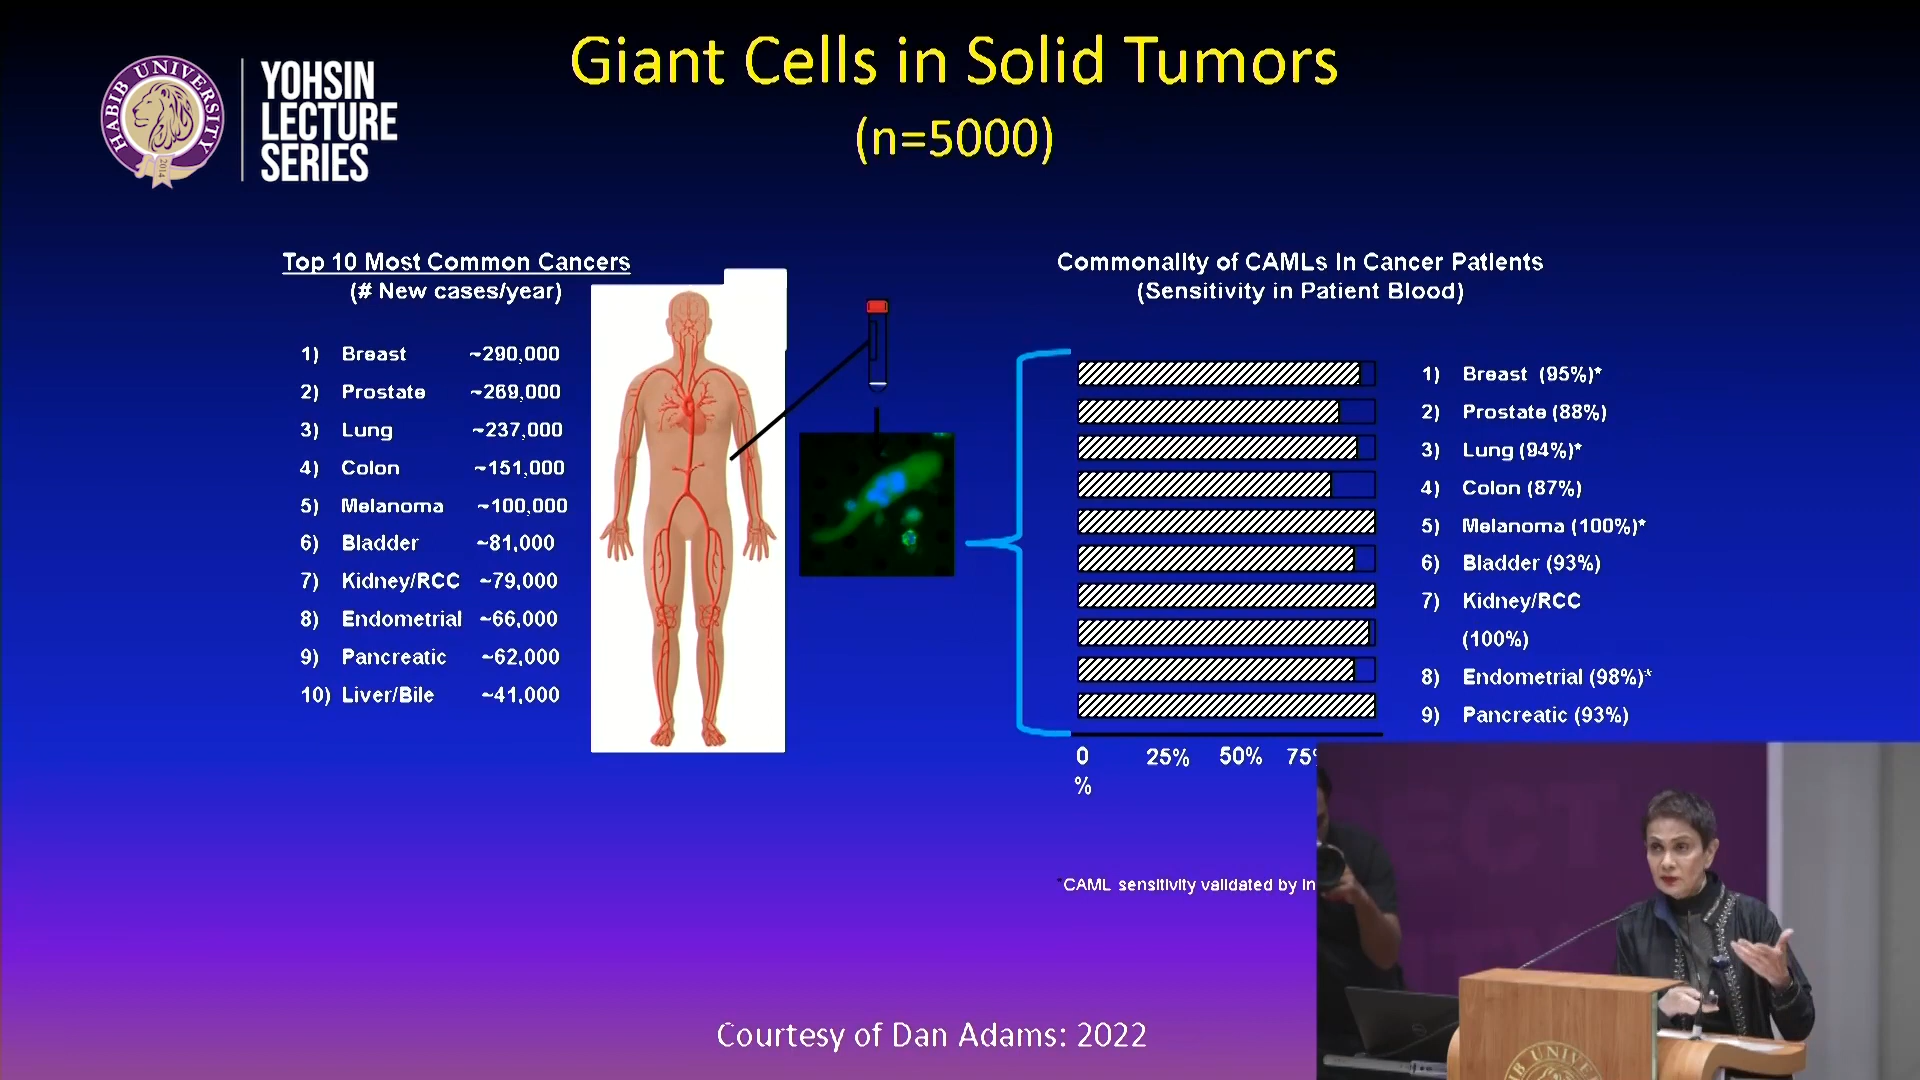 Giant Cells in Solid Tumors
(n=5000)
HABIB UNIVERSITY
2014
YOHSIN
LECTURE
SERIES
Top 10 Most Common Cancers
(# New cases/year)
1) Breast ~290,000
2) Prostate ~269,000
3) Lung ~237,000
4) Colon ~151,000
5) Melanoma ~100,000
6) Bladder ~81,000
7) Kidney/RCC ~79,000
8) Endometrial ~66,000
9) Pancreatic ~62,000
10) Liver/Bile ~41,000
Commonality of CAMLs in Cancer Patients
(Sensitivity in Patient Blood)
1) Breast (95%)*
2) Prostate (88%)
3) Lung (94%)*
4) Colon (87%)
5) Melanoma (100%)*
6) Bladder (93%)
7) Kidney/RCC
(100%)
8) Endometrial (98%)*
9) Pancreatic (93%)
0 25% 50% 75%
%
*CAML sensitivity validated by in
Courtesy of Dan Adams: 2022